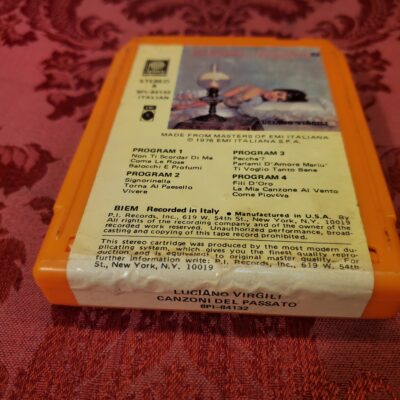 STEREO
8
8PI-84132
ITALIAN
EMI
LUCIANO VIRGILI
MADE FROM MASTERS OF EMI ITALIANA
© 1976 EMI ITALIANA S.P.A.
PROGRAM 1
Non Ti Scordar Di Me
Come Le Rose
Balocchi E Profumi
PROGRAM 2
Signorinella
Torna Al Paesello
Vivere
PROGRAM 3
Perche'?
Parlami D'Amore Mariu'
Ti Voglio Tanto Bene
PROGRAM 4
Fili D'Oro
La Mia Canzone Al Vento
Come Pioveva
BIEM Recorded in Italy • Manufactured in U.S.A. By
P.I. Records, Inc., 619 W. 54th St., New York, N.Y. 10019
All rights of the recording company and of the owner of the
recorded work reserved. Unauthorized performance, broad-
casting and copying of this tape record prohibited.
This stereo cartridge was produced by the most modern du-
plicating system, which gives you the finest quality repro-
duction and is equivalent to original master quality. For
further information write: P.I. Records, Inc., 619 W. 54th
St., New York, N.Y. 10019
LUCIANO VIRGILI
CANZONI DEL PASSATO
8PI-84132